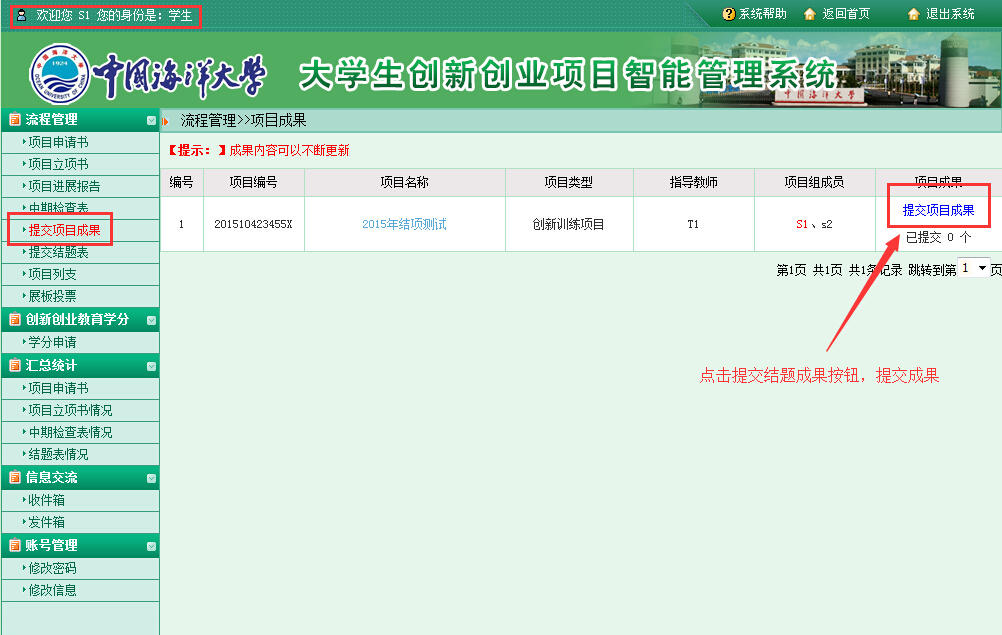 欢迎您 S1 您的身份是：学生
系统帮助 返回首页 退出系统
中国海洋大学
1924
OCEAN UNIVERSITY OF CHINA
大学生创新创业项目智能管理系统
中国海洋大学
流程管理
项目申请书
项目立项书
项目进展报告
中期检查表
提交项目成果
提交结题表
项目列支
展板投票
创新创业教育学分
学分申请
汇总统计
项目申请书
项目立项书情况
中期检查表情况
结题表情况
信息交流
收件箱
发件箱
账号管理
修改密码
修改信息
流程管理>>项目成果
【提示：】成果内容可以不断更新
编号 项目编号 项目名称 项目类型 指导教师 项目组成员 项目成果
1 201510423455X 2015年结项测试 创新训练项目 T1 S1、s2 提交项目成果
已提交 0 个
第1页 共1页 共1条记录 跳转到第 1 页
点击提交结题成果按钮，提交成果